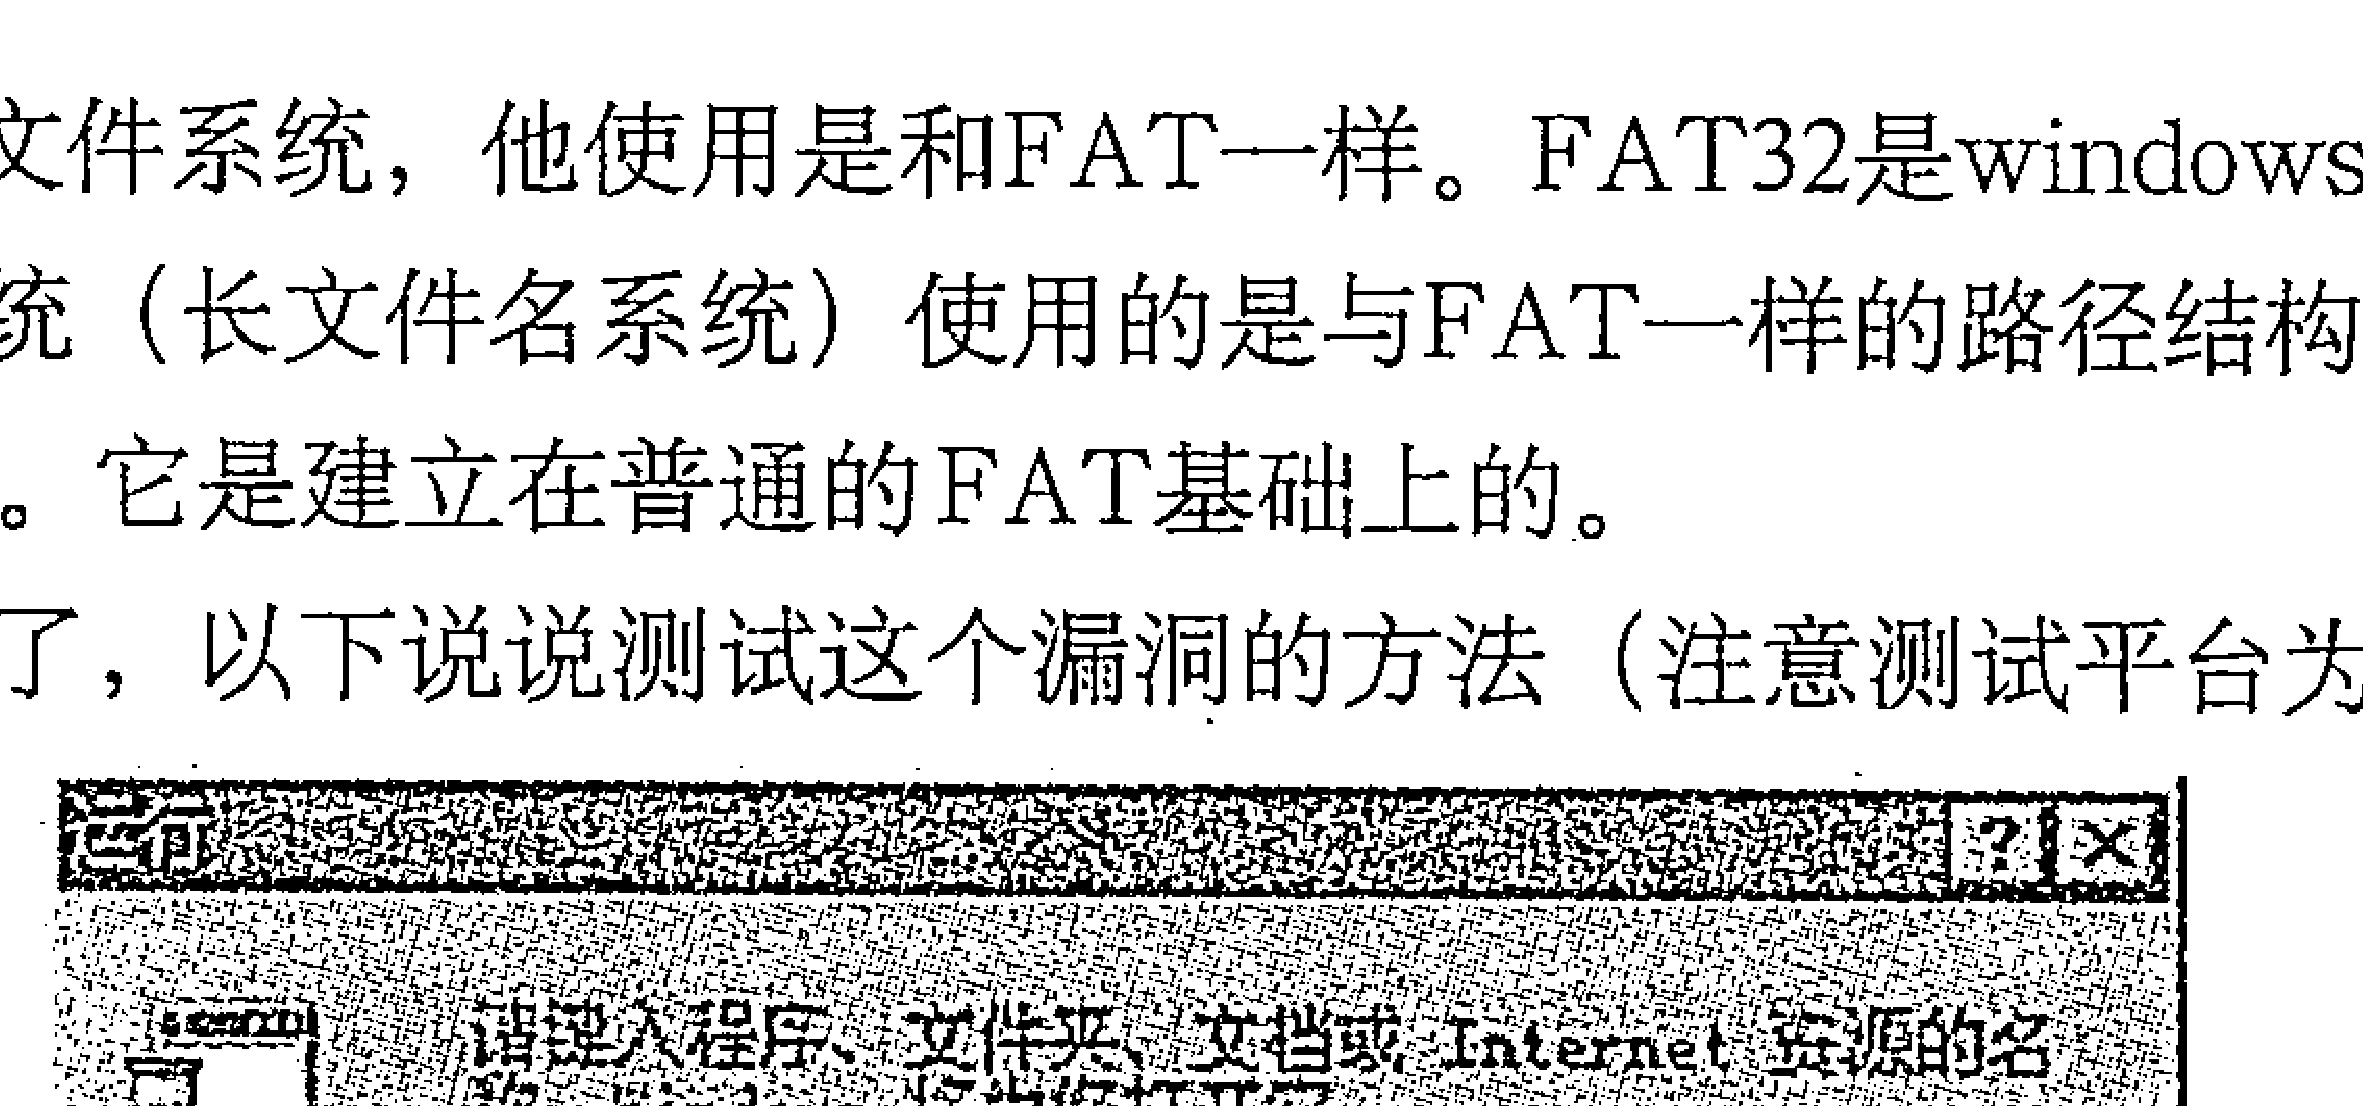 文件系统，他使用是和FAT一样。FAT32是windows
统（长文件名系统）使用的是与FAT一样的路径结构
。它是建立在普通的FAT基础上的。
了，以下说说测试这个漏洞的方法（注意测试平台为
运行
请键入程序、文件夹、文档或 Internet 资源的名